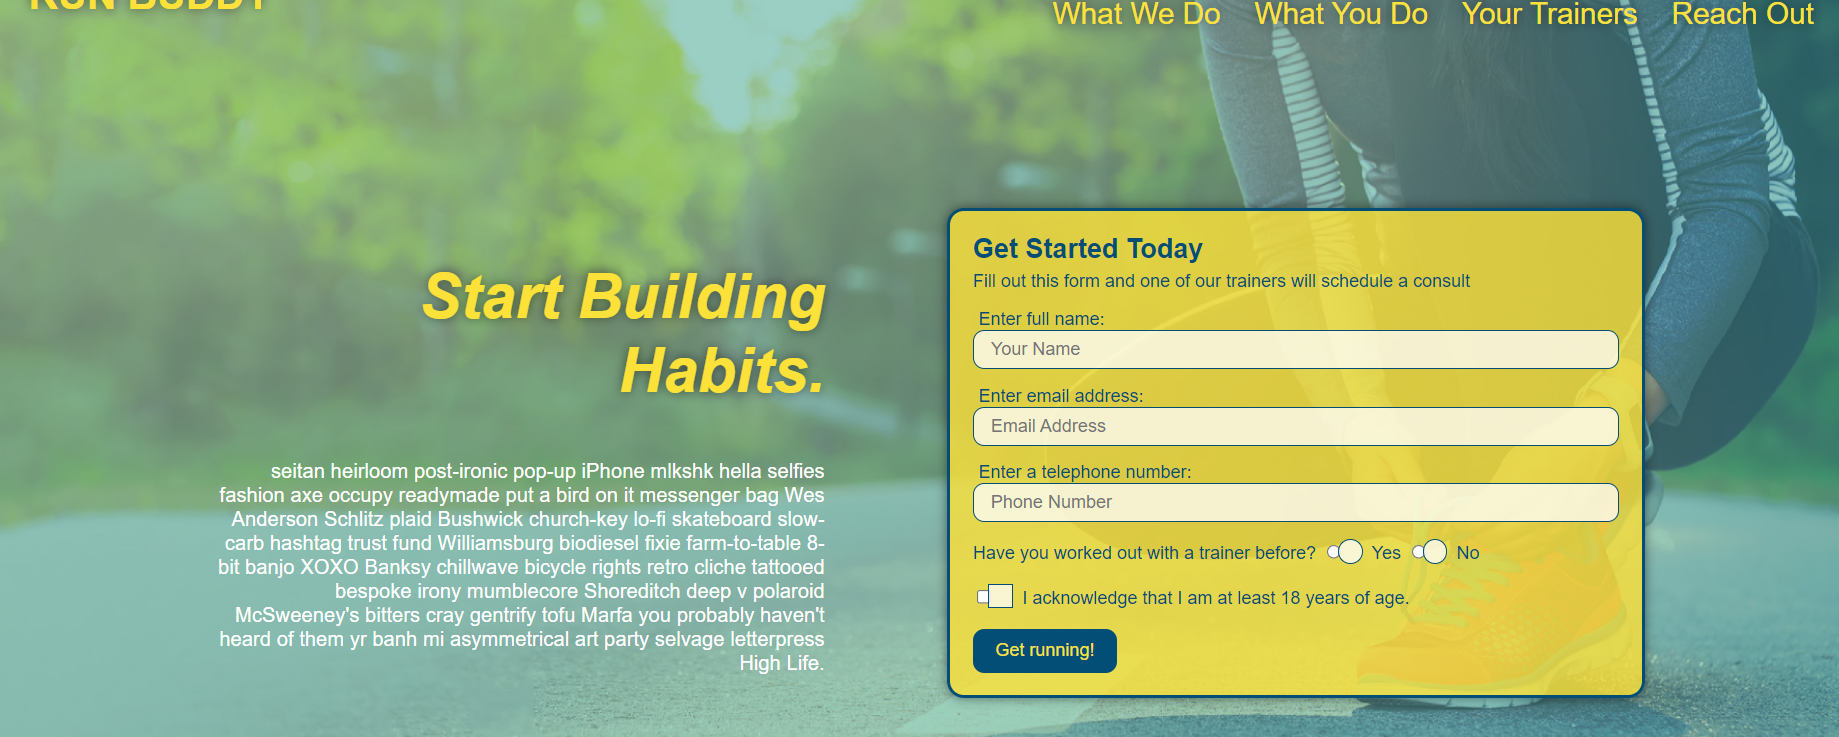 RUN BUDDY
What We Do What You Do Your Trainers Reach Out
Start Building
Habits.
seitan heirloom post-ironic pop-up iPhone mlkshk hella selfies
fashion axe occupy readymade put a bird on it messenger bag Wes
Anderson Schlitz plaid Bushwick church-key lo-fi skateboard slow-
carb hashtag trust fund Williamsburg biodiesel fixie farm-to-table 8-
bit banjo XOXO Banksy chillwave bicycle rights retro cliche tattooed
bespoke irony mumblecore Shoreditch deep v polaroid
McSweeney's bitters cray gentrify tofu Marfa you probably haven't
heard of them yr banh mi asymmetrical art party selvage letterpress
High Life.
Get Started Today
Fill out this form and one of our trainers will schedule a consult
Enter full name:
Your Name
Enter email address:
Email Address
Enter a telephone number:
Phone Number
Have you worked out with a trainer before? Yes No
I acknowledge that I am at least 18 years of age.
Get running!